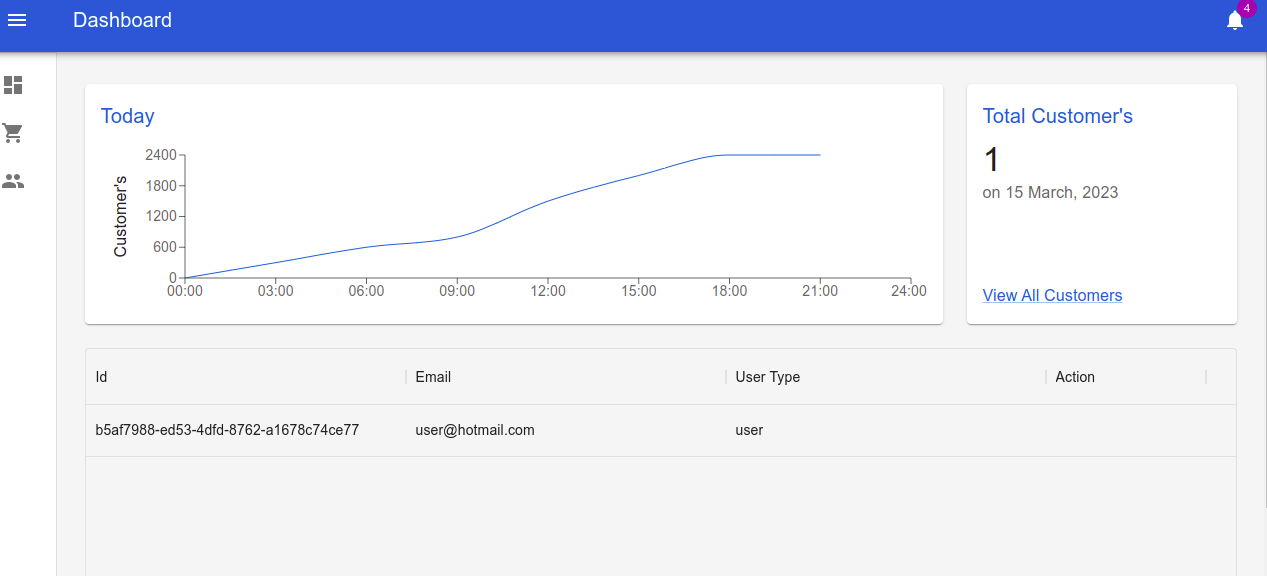 Dashboard
4
Today
Customer's
2400
1800
1200
600
0
00:00 03:00 06:00 09:00 12:00 15:00 18:00 21:00 24:00
Total Customer's
1
on 15 March, 2023
View All Customers
Id Email User Type Action
b5af7988-ed53-4dfd-8762-a1678c74ce77 user@hotmail.com user